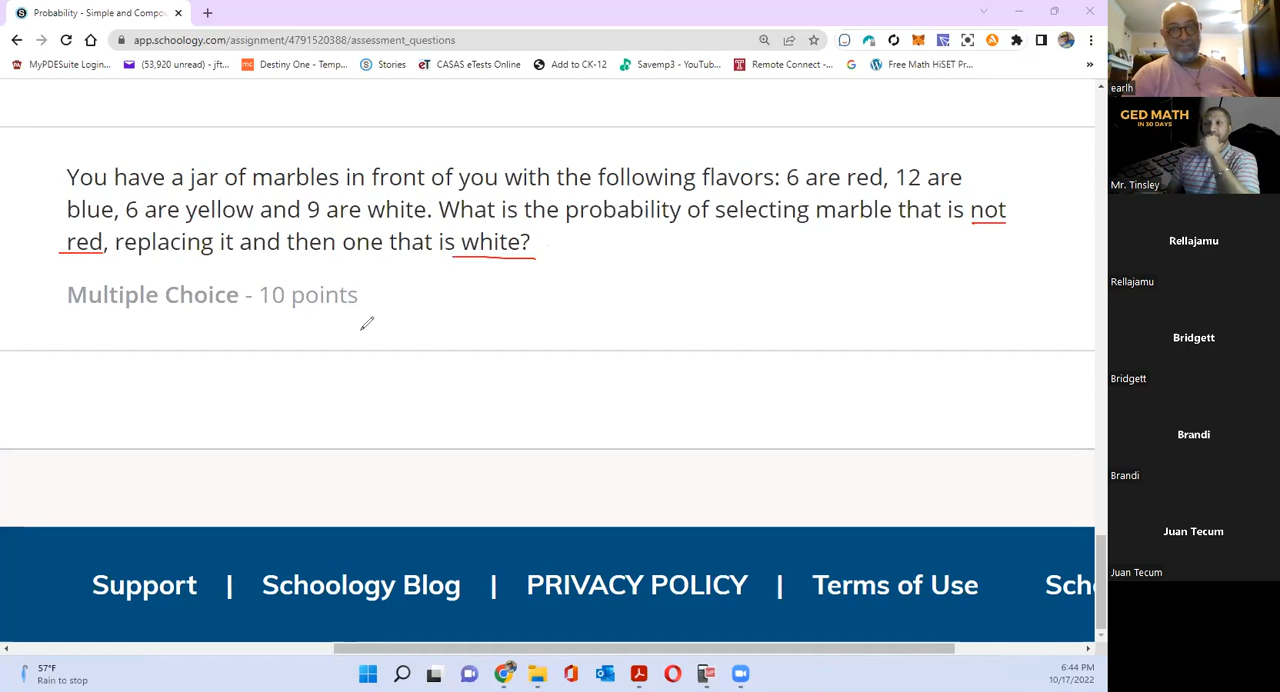 Probability - Simple and Compou
app.schoology.com/assignment/4791520388/assessment_questions
MyPDESuite Login...
(53,920 unread) - jft...
Destiny One - Temp...
Stories
CASAS eTests Online
Add to CK-12
Savemp3 - YouTub...
Remote Connect -...
Free Math HiSET Pr...
»
You have a jar of marbles in front of you with the following flavors: 6 are red, 12 are
blue, 6 are yellow and 9 are white. What is the probability of selecting marble that is not
red, replacing it and then one that is white?
Multiple Choice - 10 points
Support | Schoology Blog | PRIVACY POLICY | Terms of Use Sch
57°F
Rain to stop
6:44 PM
10/17/2022
earlh
GED MATH
IN 30 DAYS
Mr. Tinsley
Rellajamu
Rellajamu
Bridgett
Bridgett
Brandi
Brandi
Juan Tecum
Juan Tecum